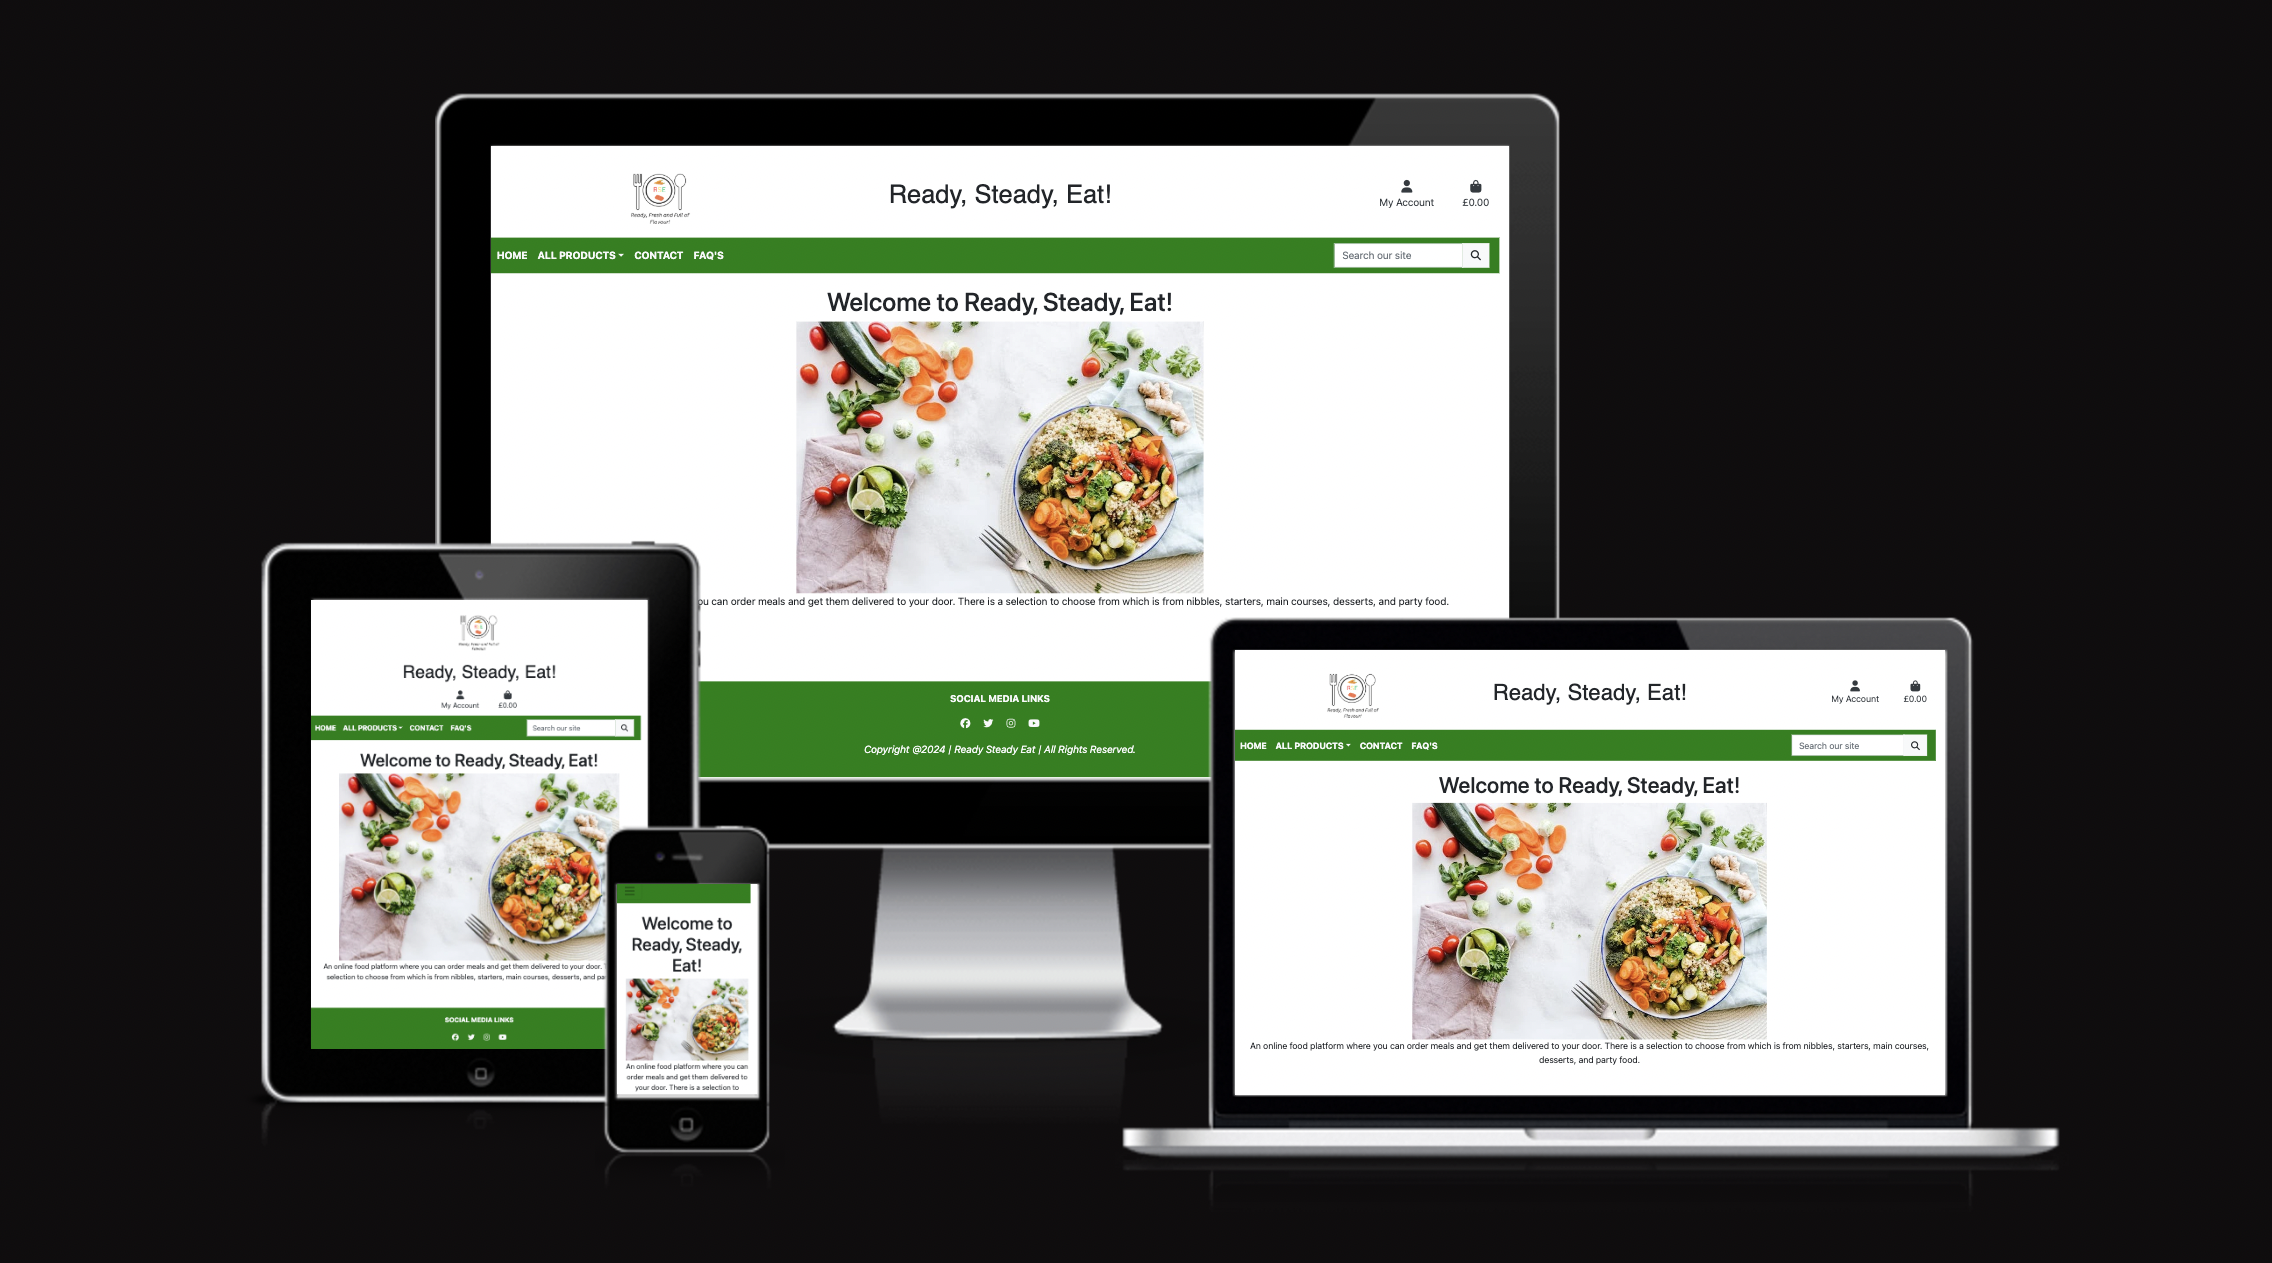 RSE
Ready, Fresh and Full of
Flavour!
Ready, Steady, Eat!
My Account
£0.00
HOME
ALL PRODUCTS
CONTACT
FAQ'S
Search our site
Welcome to Ready, Steady, Eat!
ou can order meals and get them delivered to your door. There is a selection to choose from which is from nibbles, starters, main courses, desserts, and party food.
SOCIAL MEDIA LINKS
Copyright @2024 | Ready Steady Eat | All Rights Reserved.
Ready, Fresh and Full of
Flavour!
Ready, Steady, Eat!
My Account
£0.00
HOME
ALL PRODUCTS
CONTACT
FAQ'S
Search our site
Welcome to Ready, Steady, Eat!
An online food platform where you can order meals and get them delivered to your door.
selection to choose from which is from nibbles, starters, main courses, desserts, and pa
SOCIAL MEDIA LINKS
Welcome to
Ready, Steady,
Eat!
An online food platform where you can
order meals and get them delivered to
your door. There is a selection to
RSE
Ready, Fresh and Full of
Flavour!
Ready, Steady, Eat!
My Account
£0.00
HOME
ALL PRODUCTS
CONTACT
FAQ'S
Search our site
Welcome to Ready, Steady, Eat!
An online food platform where you can order meals and get them delivered to your door. There is a selection to choose from which is from nibbles, starters, main courses,
desserts, and party food.